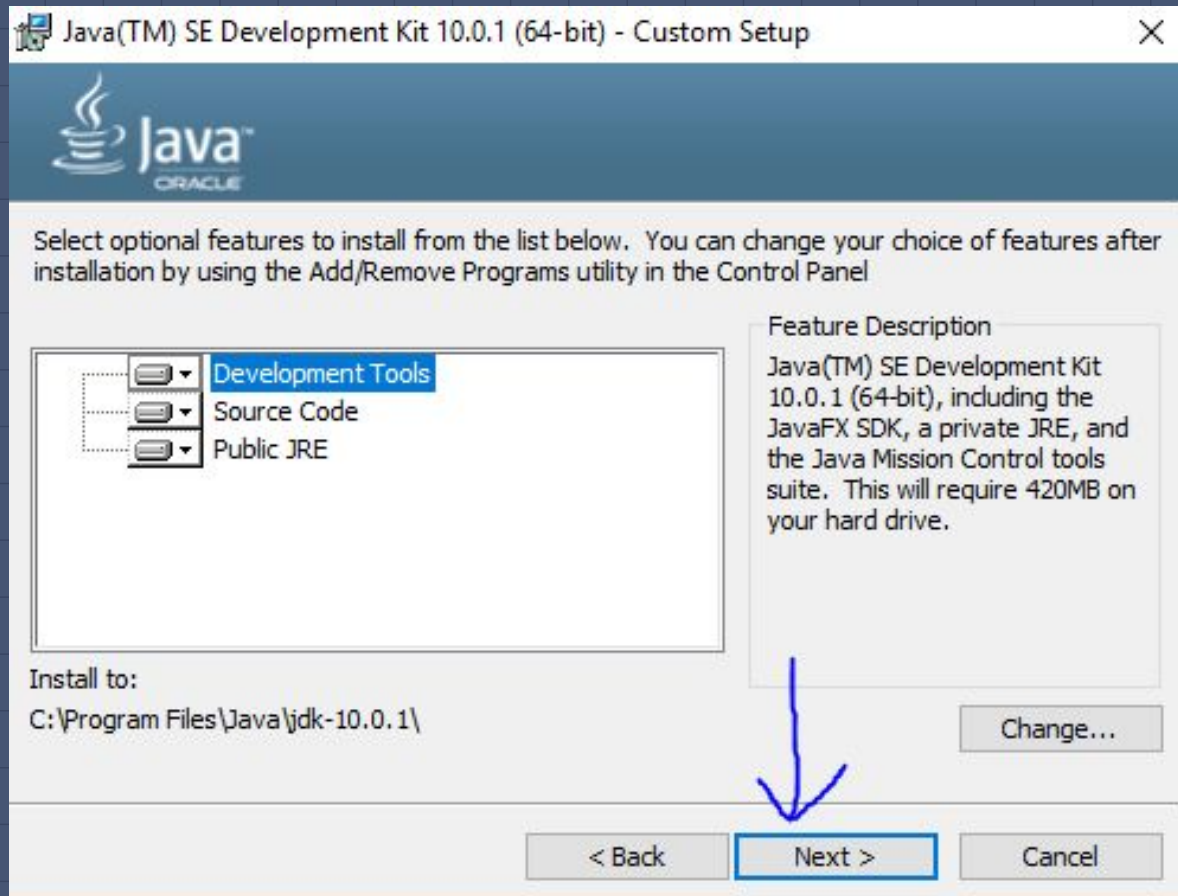 Java(TM) SE Development Kit 10.0.1 (64-bit) - Custom Setup
Java™
ORACLE
Select optional features to install from the list below.  You can change your choice of features after
installation by using the Add/Remove Programs utility in the Control Panel
Development Tools
Source Code
Public JRE
Feature Description
Java(TM) SE Development Kit
10.0.1 (64-bit), including the
JavaFX SDK, a private JRE, and
the Java Mission Control tools
suite.  This will require 420MB on
your hard drive.
Install to:
C:\Program Files\Java\jdk-10.0.1\
Change...
< Back
Next >
Cancel